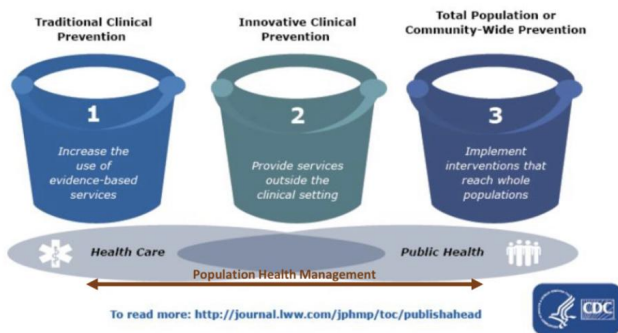 Traditional Clinical
Prevention
Innovative Clinical
Prevention
Total Population or
Community-Wide Prevention
1
Increase the
use of
evidence-based
services
2
Provide services
outside the
clinical setting
3
Implement
interventions that
reach whole
populations
Health Care
Public Health
Population Health Management
To read more: http://journal.lww.com/jphmp/toc/publishahead
CDC